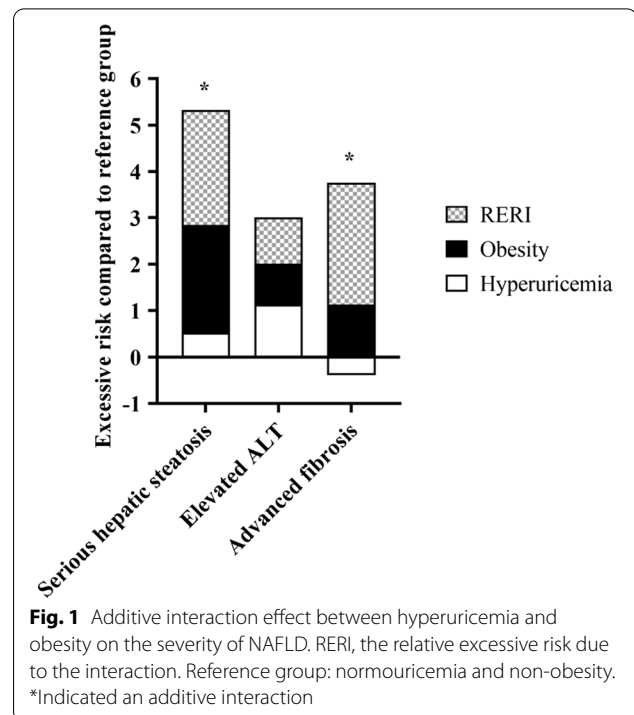 Excessive risk compared to reference group
6
5
4
3
2
1
0
-1
*
*
RERI
Obesity
Hyperuricemia
Serious hepatic steatosis
Elevated ALT
Advanced fibrosis
Fig. 1 Additive interaction effect between hyperuricemia and
obesity on the severity of NAFLD. RERI, the relative excessive risk due
to the interaction. Reference group: normouricemia and non-obesity.
*Indicated an additive interaction